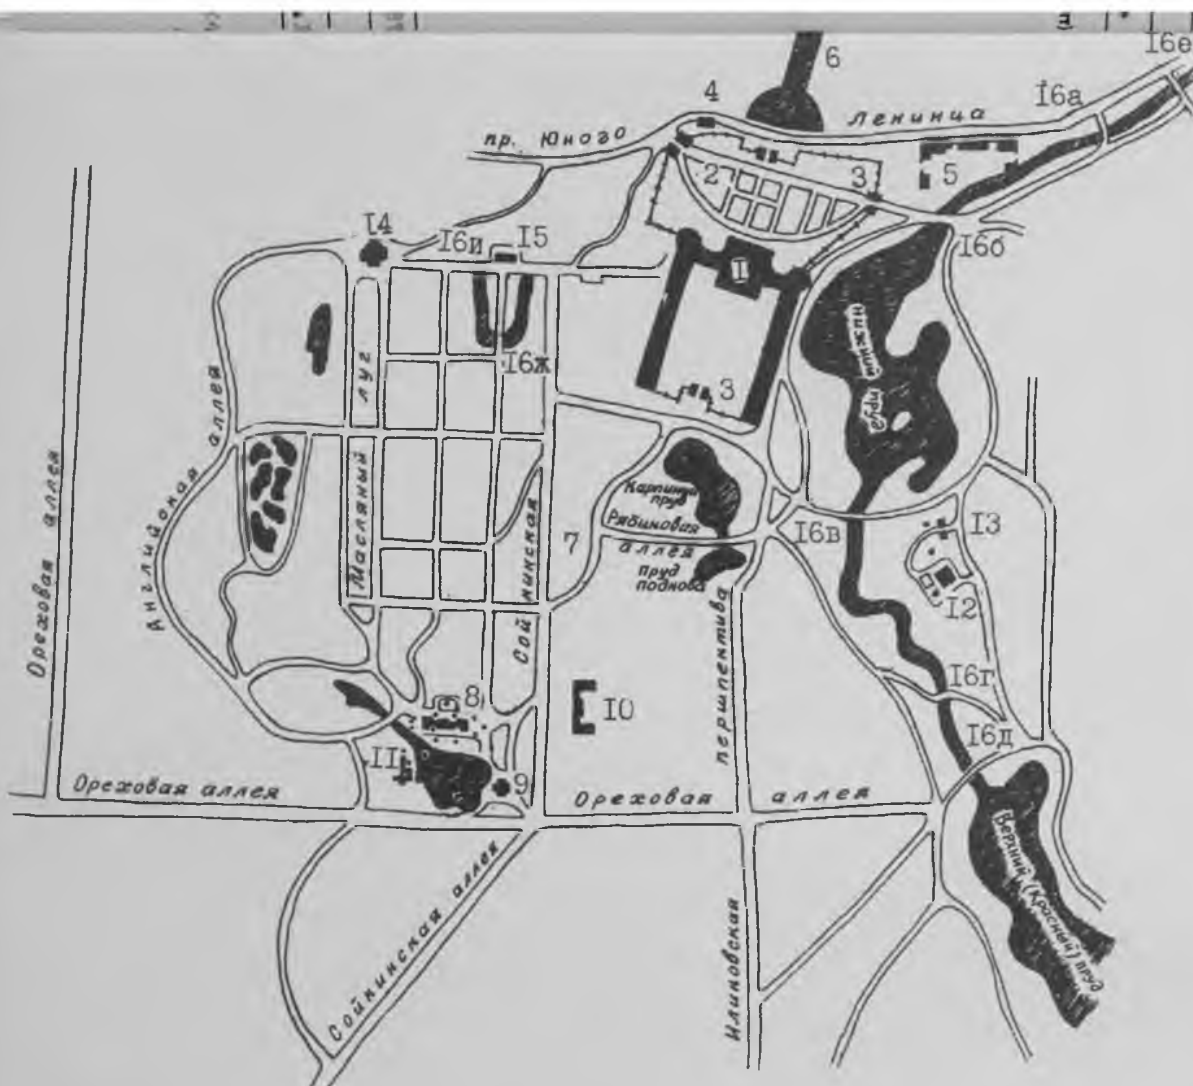 16е
6
16а
4
Ленинца
пр. Юного
2
3
5
14
16и
15
1
16б
нижний пруд
луг
16ж
3
аллея
Английская
Ореховая аллея
Масляный
Карпиный
пруд
Рябиновая
аллея
пруд
подкова
7
16в
13
12
Сойкинская
першпектива
16г
8
10
16д
11
9
Ореховая аллея
Ореховая аллея
Верхний (Красный) пруд
Сойкинская аллея
Иликовская